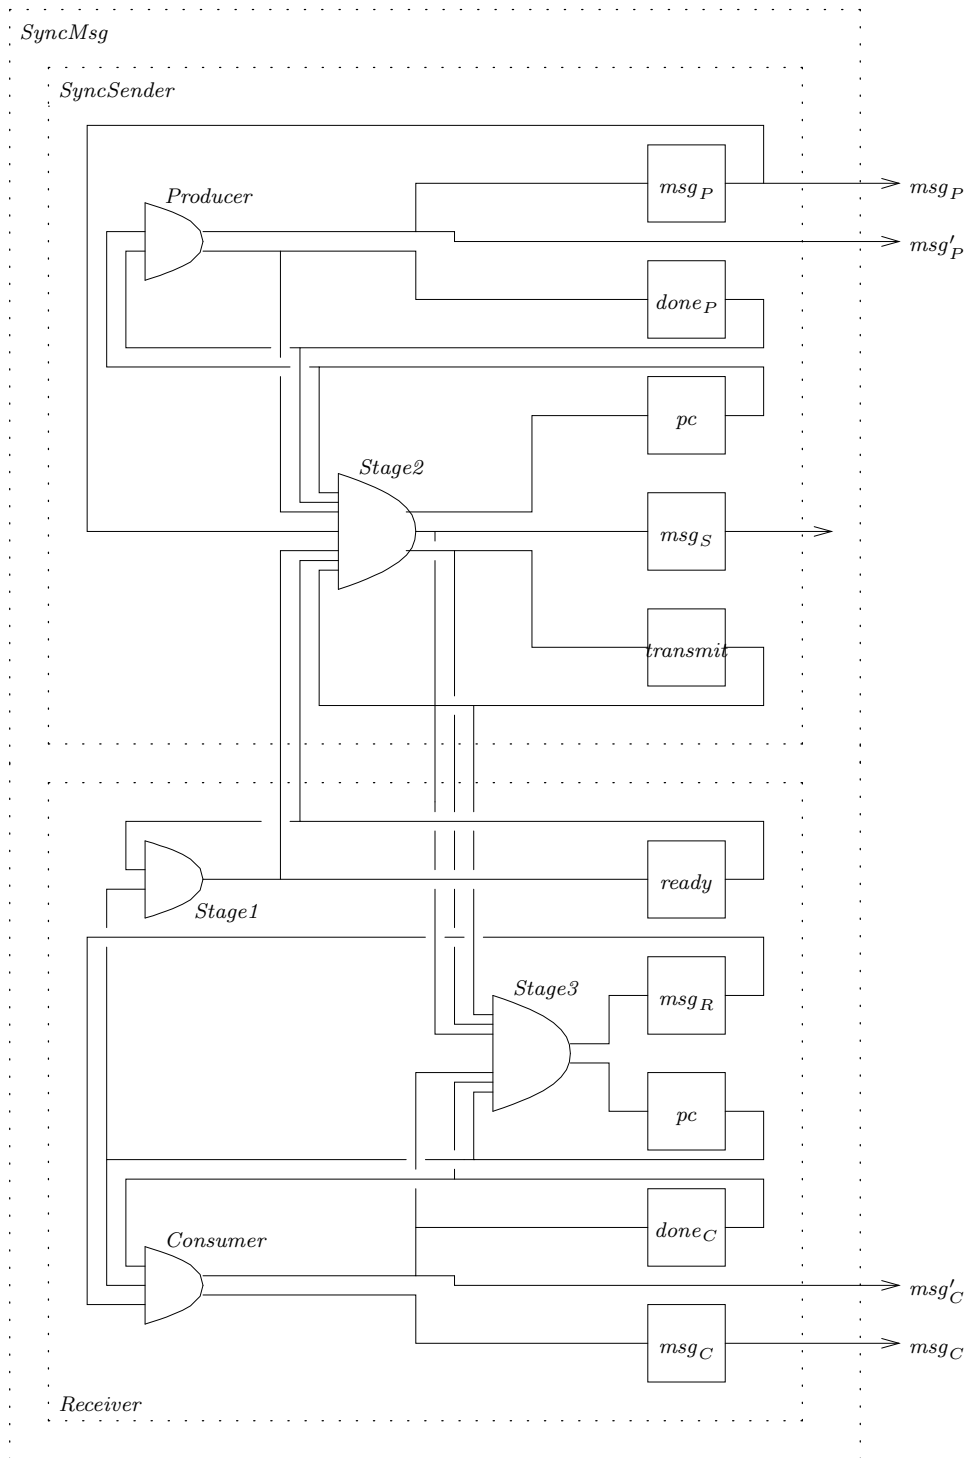 SyncMsg
SyncSender
Producer
msg_P
msg_P
msg'_P
done_P
pc
Stage2
msg_S
transmit
ready
Stage1
Stage3
msg_R
pc
done_C
Consumer
msg'_C
msg_C
msg_C
Receiver